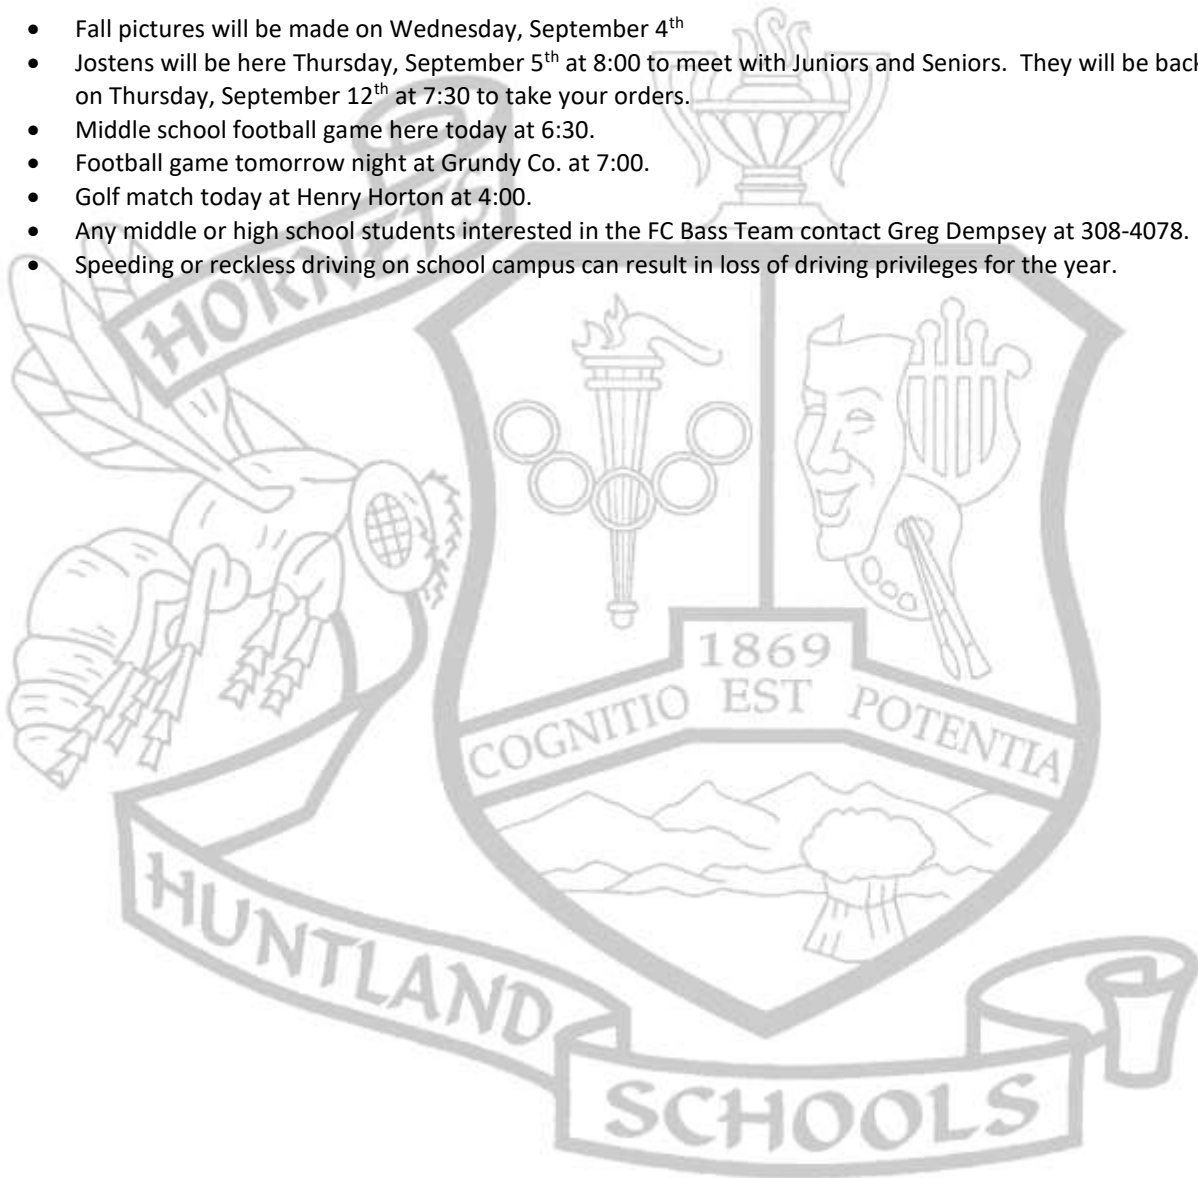 • Fall pictures will be made on Wednesday, September 4th
• Jostens will be here Thursday, September 5th at 8:00 to meet with Juniors and Seniors.  They will be back
on Thursday, September 12th at 7:30 to take your orders.
• Middle school football game here today at 6:30.
• Football game tomorrow night at Grundy Co. at 7:00.
• Golf match today at Henry Horton at 4:00.
• Any middle or high school students interested in the FC Bass Team contact Greg Dempsey at 308-4078.
• Speeding or reckless driving on school campus can result in loss of driving privileges for the year.
HORNETS
1869
COGNITIO EST POTENTIA
HUNTLAND
SCHOOLS